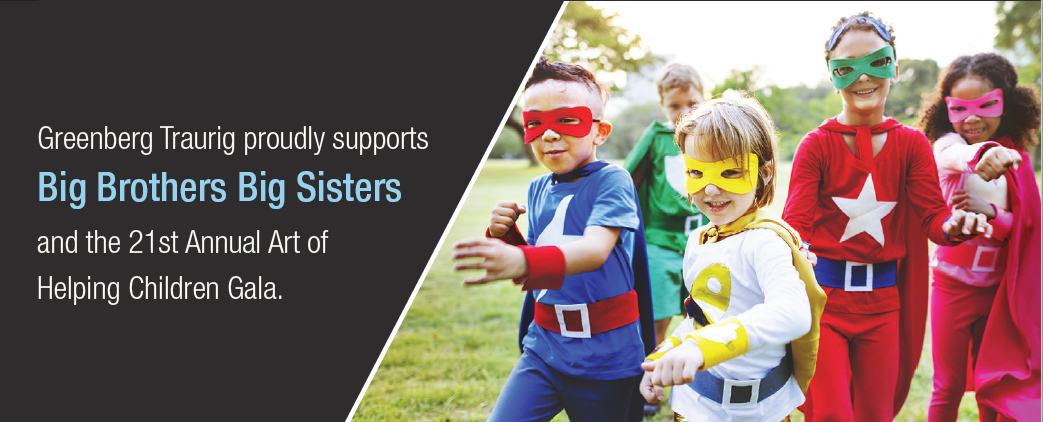 Greenberg Traurig proudly supports
Big Brothers Big Sisters
and the 21st Annual Art of
Helping Children Gala.